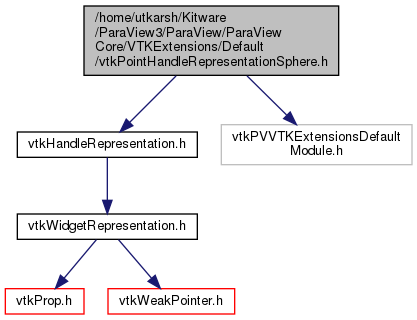 /home/utkarsh/Kitware
/ParaView3/ParaView/ParaView
Core/VTKExtensions/Default
/vtkPointHandleRepresentationSphere.h
vtkHandleRepresentation.h
vtkPVVTKExtensionsDefault
Module.h
vtkWidgetRepresentation.h
vtkProp.h
vtkWeakPointer.h